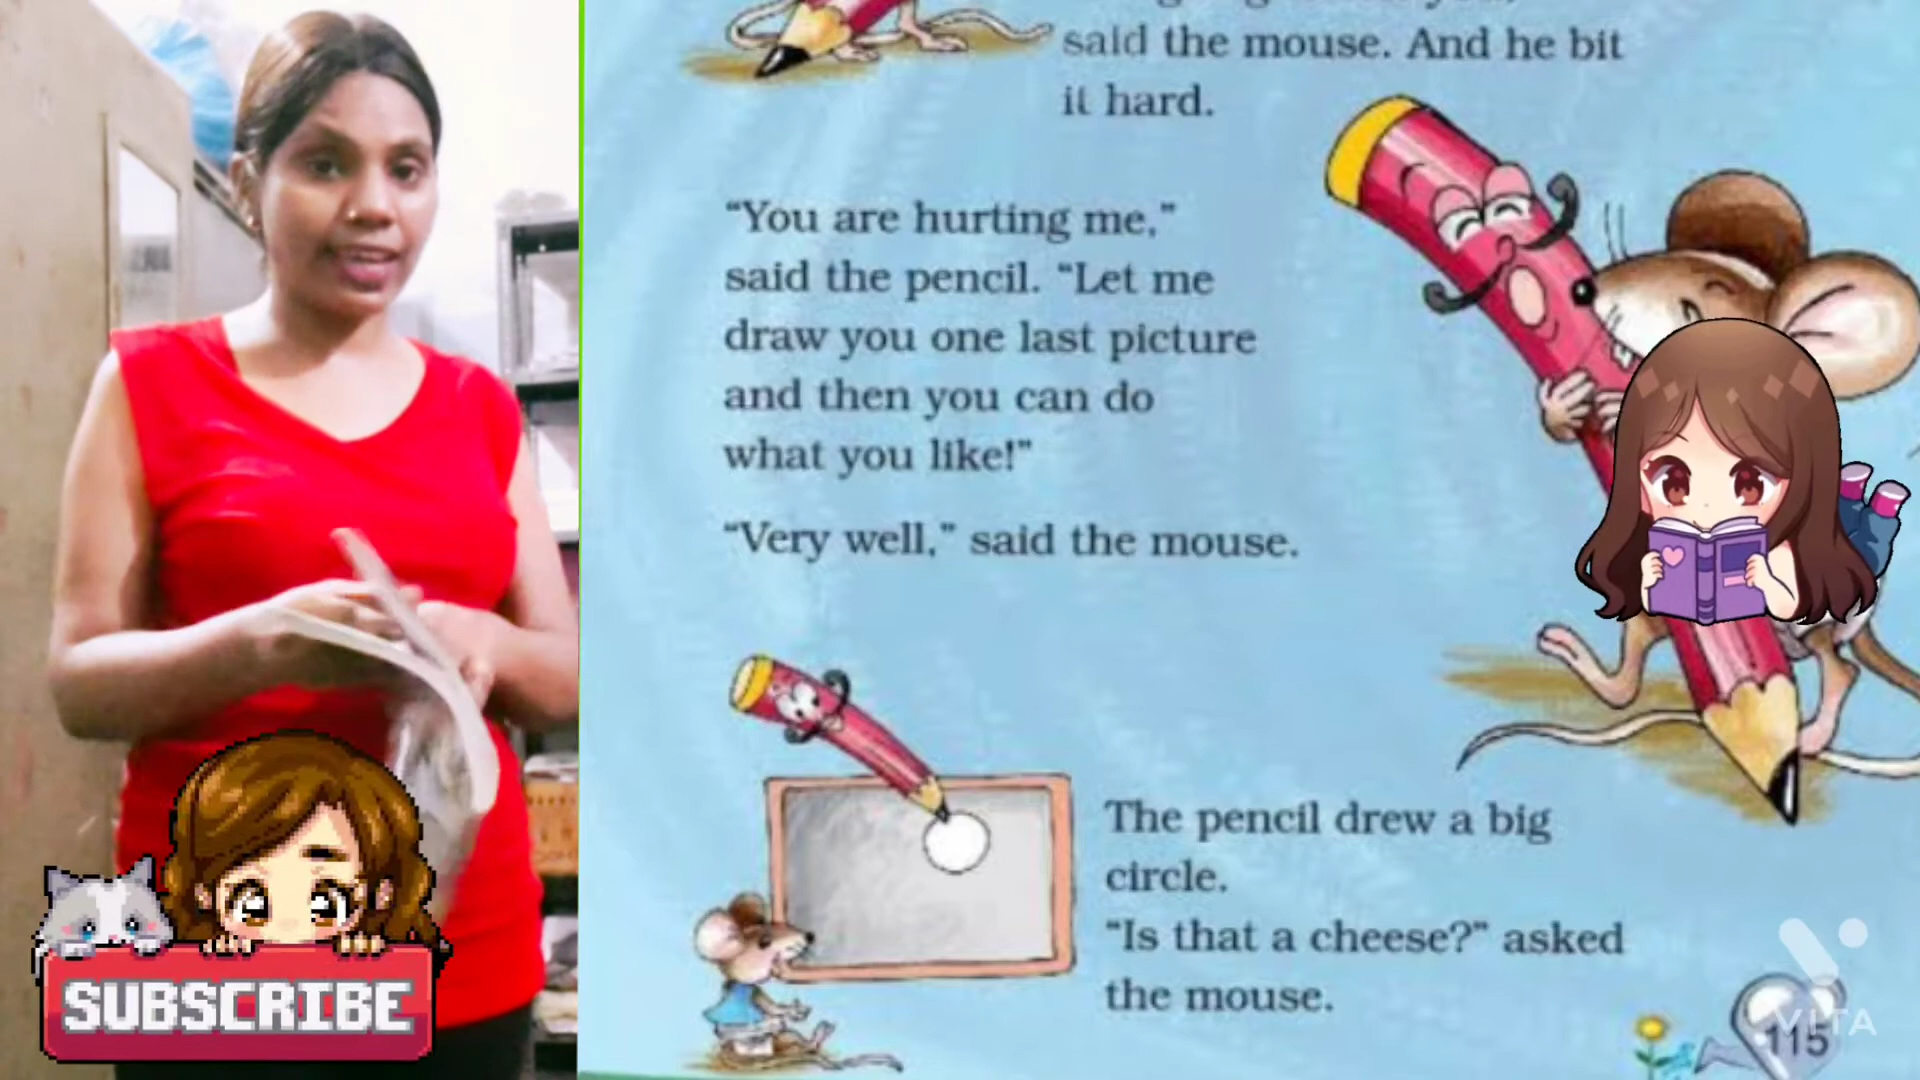 said the mouse. And he bit
it hard.
"You are hurting me,"
said the pencil. "Let me
draw you one last picture
and then you can do
what you like!"
"Very well," said the mouse.
The pencil drew a big
circle.
"Is that a cheese?" asked
the mouse.
SUBSCRIBE
VITA
115